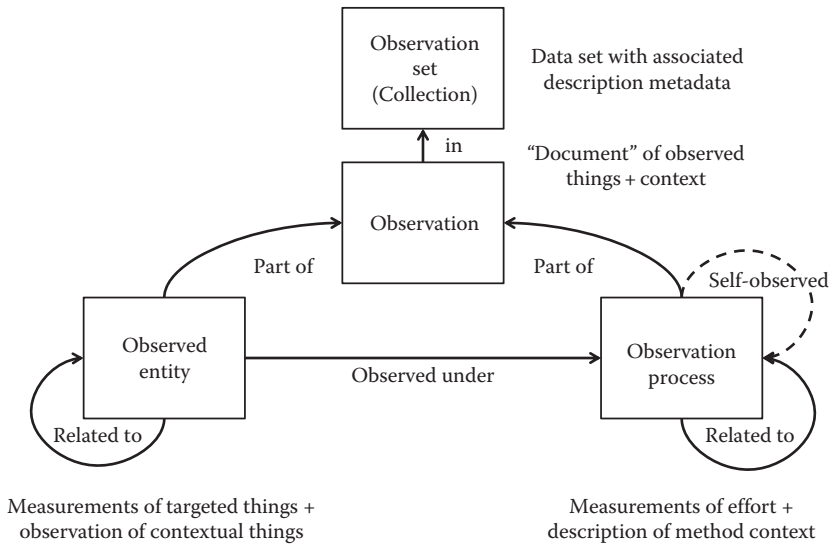 Observation
set
(Collection)
Data set with associated
description metadata
in
“Document” of observed
things + context
Observation
Part of
Part of
Self-observed
Observed
entity
Observed under
Observation
process
Related to
Related to
Measurements of targeted things +
observation of contextual things
Measurements of effort +
description of method context